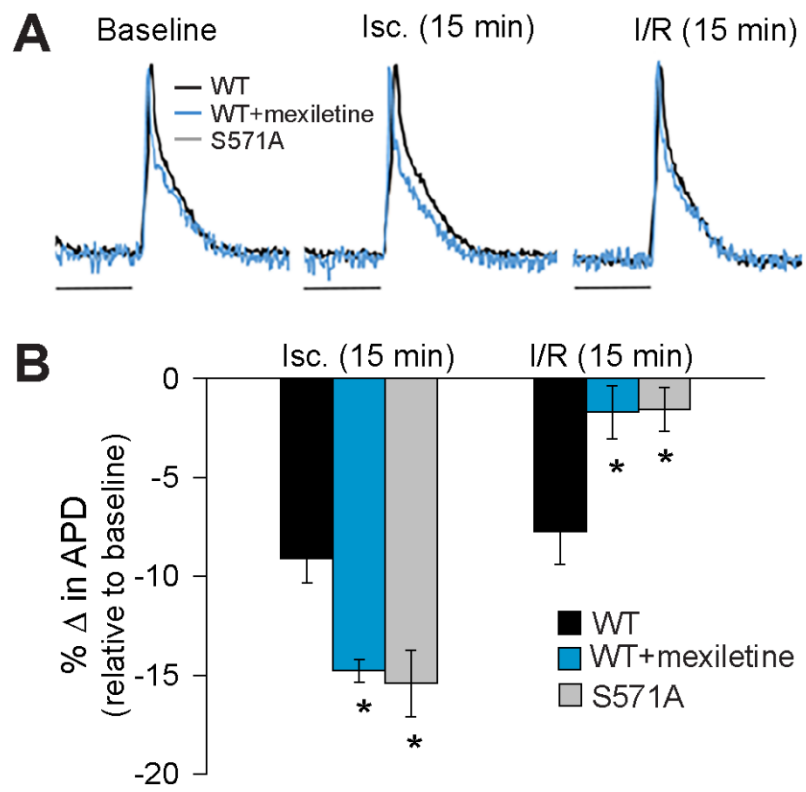 A
Baseline
Isc. (15 min)
I/R (15 min)
WT
WT+mexiletine
S571A
B
Isc. (15 min)
I/R (15 min)
0
-5
-10
-15
-20
% Δ in APD
(relative to baseline)
*
*
*
*
WT
WT+mexiletine
S571A